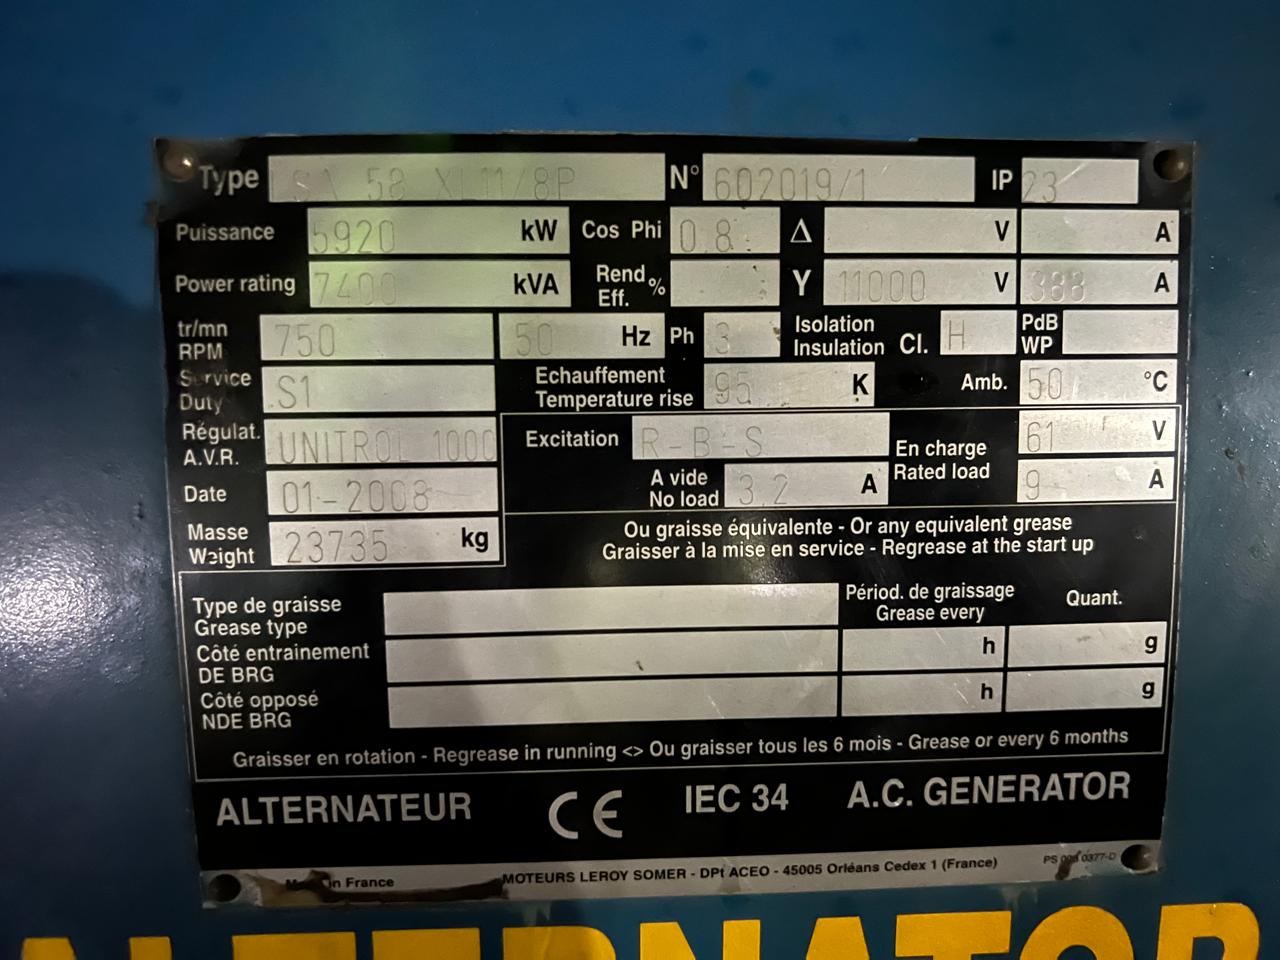 Type LSA 58 XL11/8P N° 602019/1 IP 23
Puissance 5920 kW Cos Phi 0.8 Δ V A
Power rating 7400 kVA Rend Eff. % Y 11000 V 388 A
tr/mn RPM 750 50 Hz Ph 3 Isolation Insulation Cl. H PdB WP
Service Duty S1 Echauffement Temperature rise 95 K Amb. 50 °C
Régulat. A.V.R. UNITROL 1000 Excitation R-B-S En charge Rated load 61 V
Date 01-2008 A vide No load 3,2 A 9 A
Masse Weight 23735 kg
Ou graisse équivalente - Or any equivalent grease
Graisser à la mise en service - Regrease at the start up
Type de graisse Grease type Périod. de graissage Grease every Quant.
Côté entrainement DE BRG h g
Côté opposé NDE BRG h g
Graisser en rotation - Regrease in running <> Ou graisser tous les 6 mois - Grease or every 6 months
ALTERNATEUR CE IEC 34 A.C. GENERATOR
in France MOTEURS LEROY SOMER - DPt ACEO - 45005 Orléans Cedex 1 (France)
ALTERNATOR